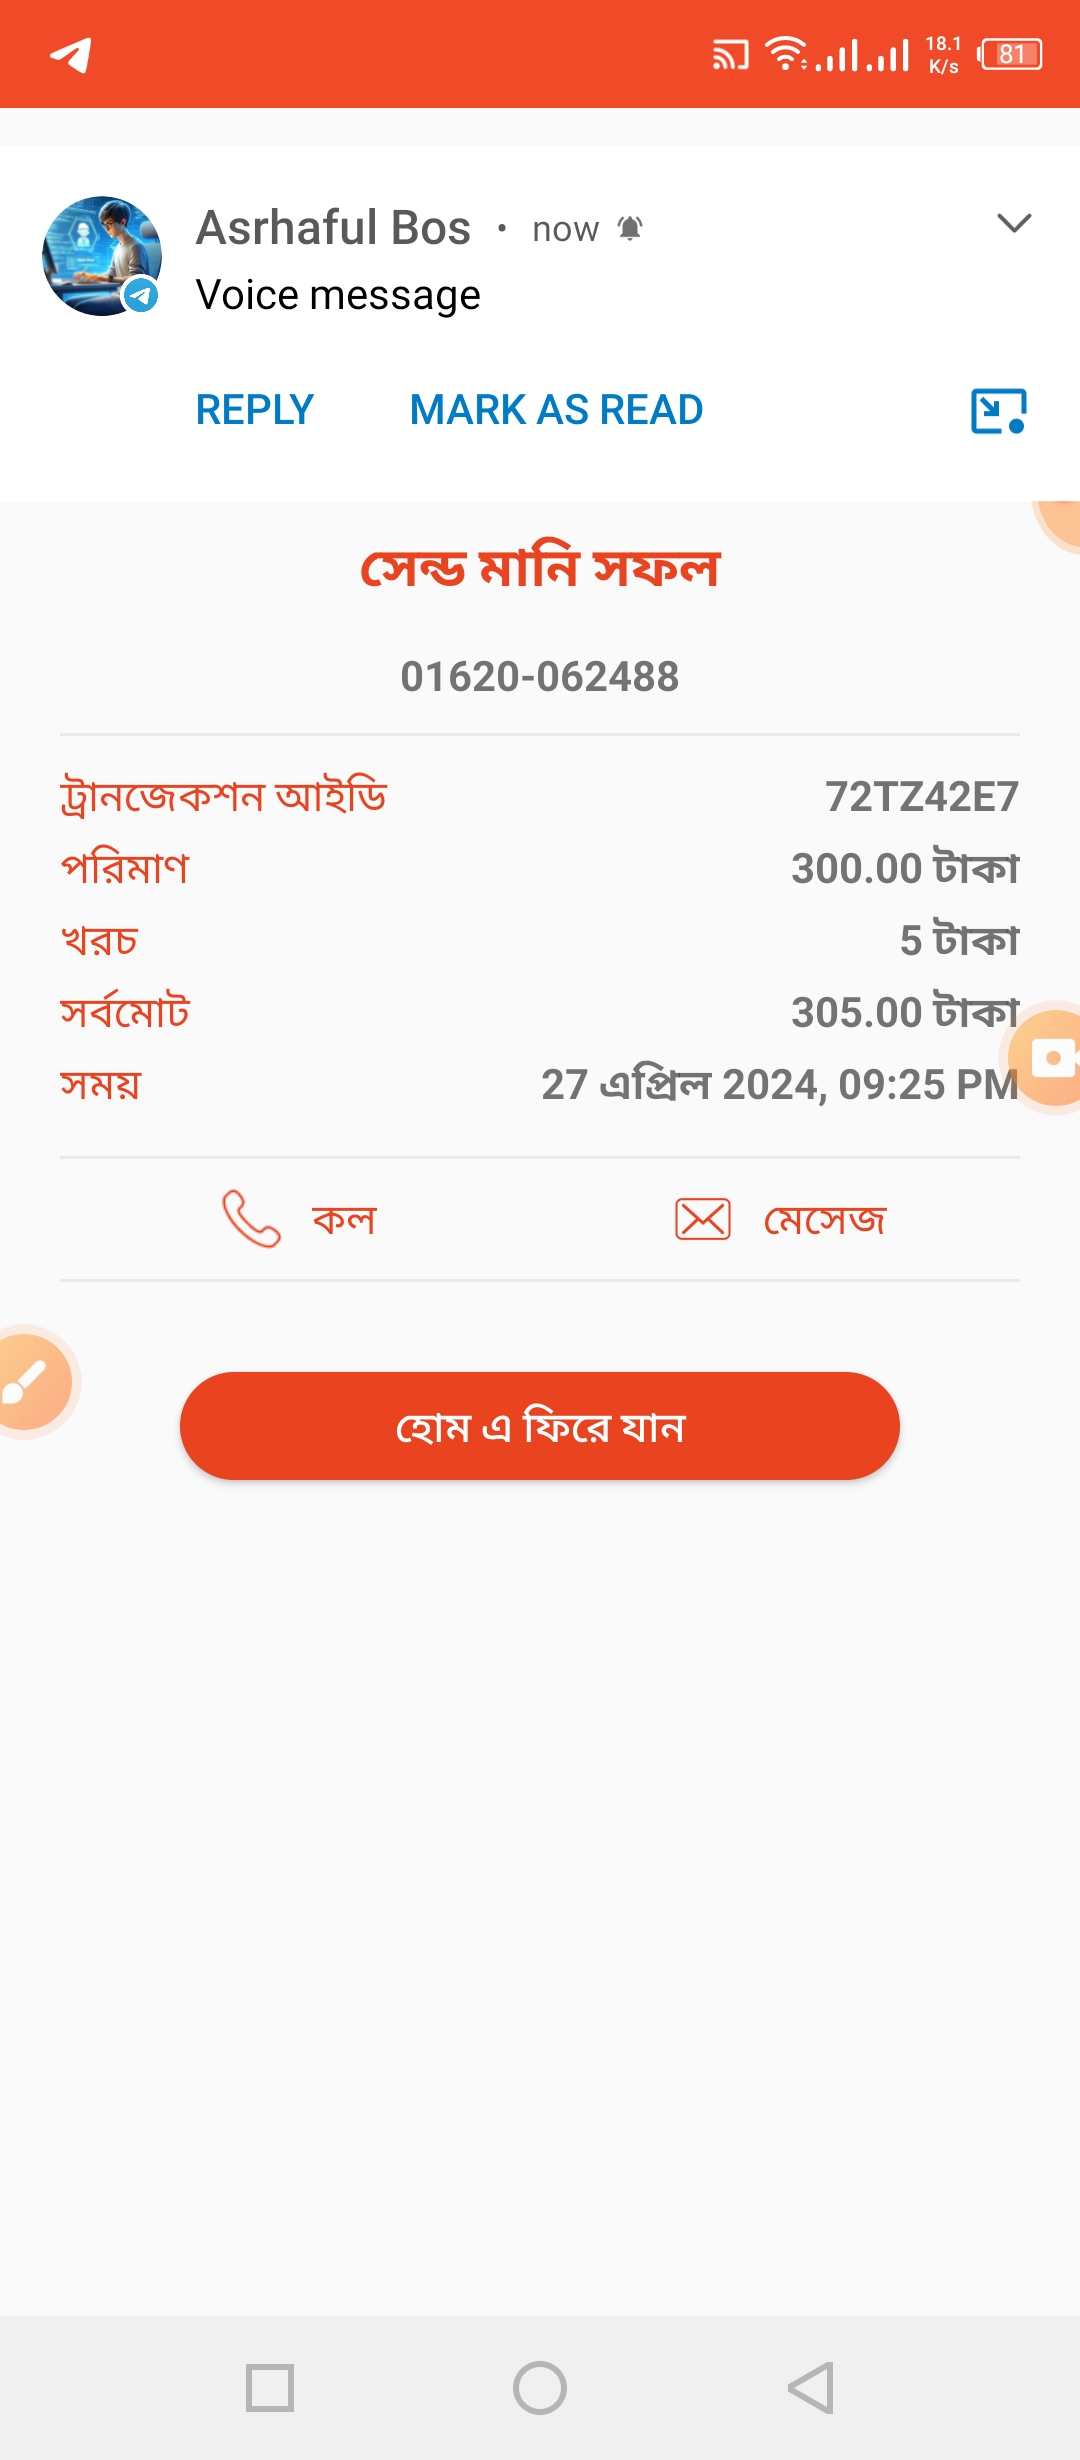 18.1
K/s
81
Asrhaful Bos • now
Voice message
REPLY MARK AS READ
সেন্ড মানি সফল
01620-062488
ট্রানজেকশন আইডি 72TZ42E7
পরিমাণ 300.00 টাকা
খরচ 5 টাকা
সর্বমোট 305.00 টাকা
সময় 27 এপ্রিল 2024, 09:25 PM
কল মেসেজ
হোম এ ফিরে যান